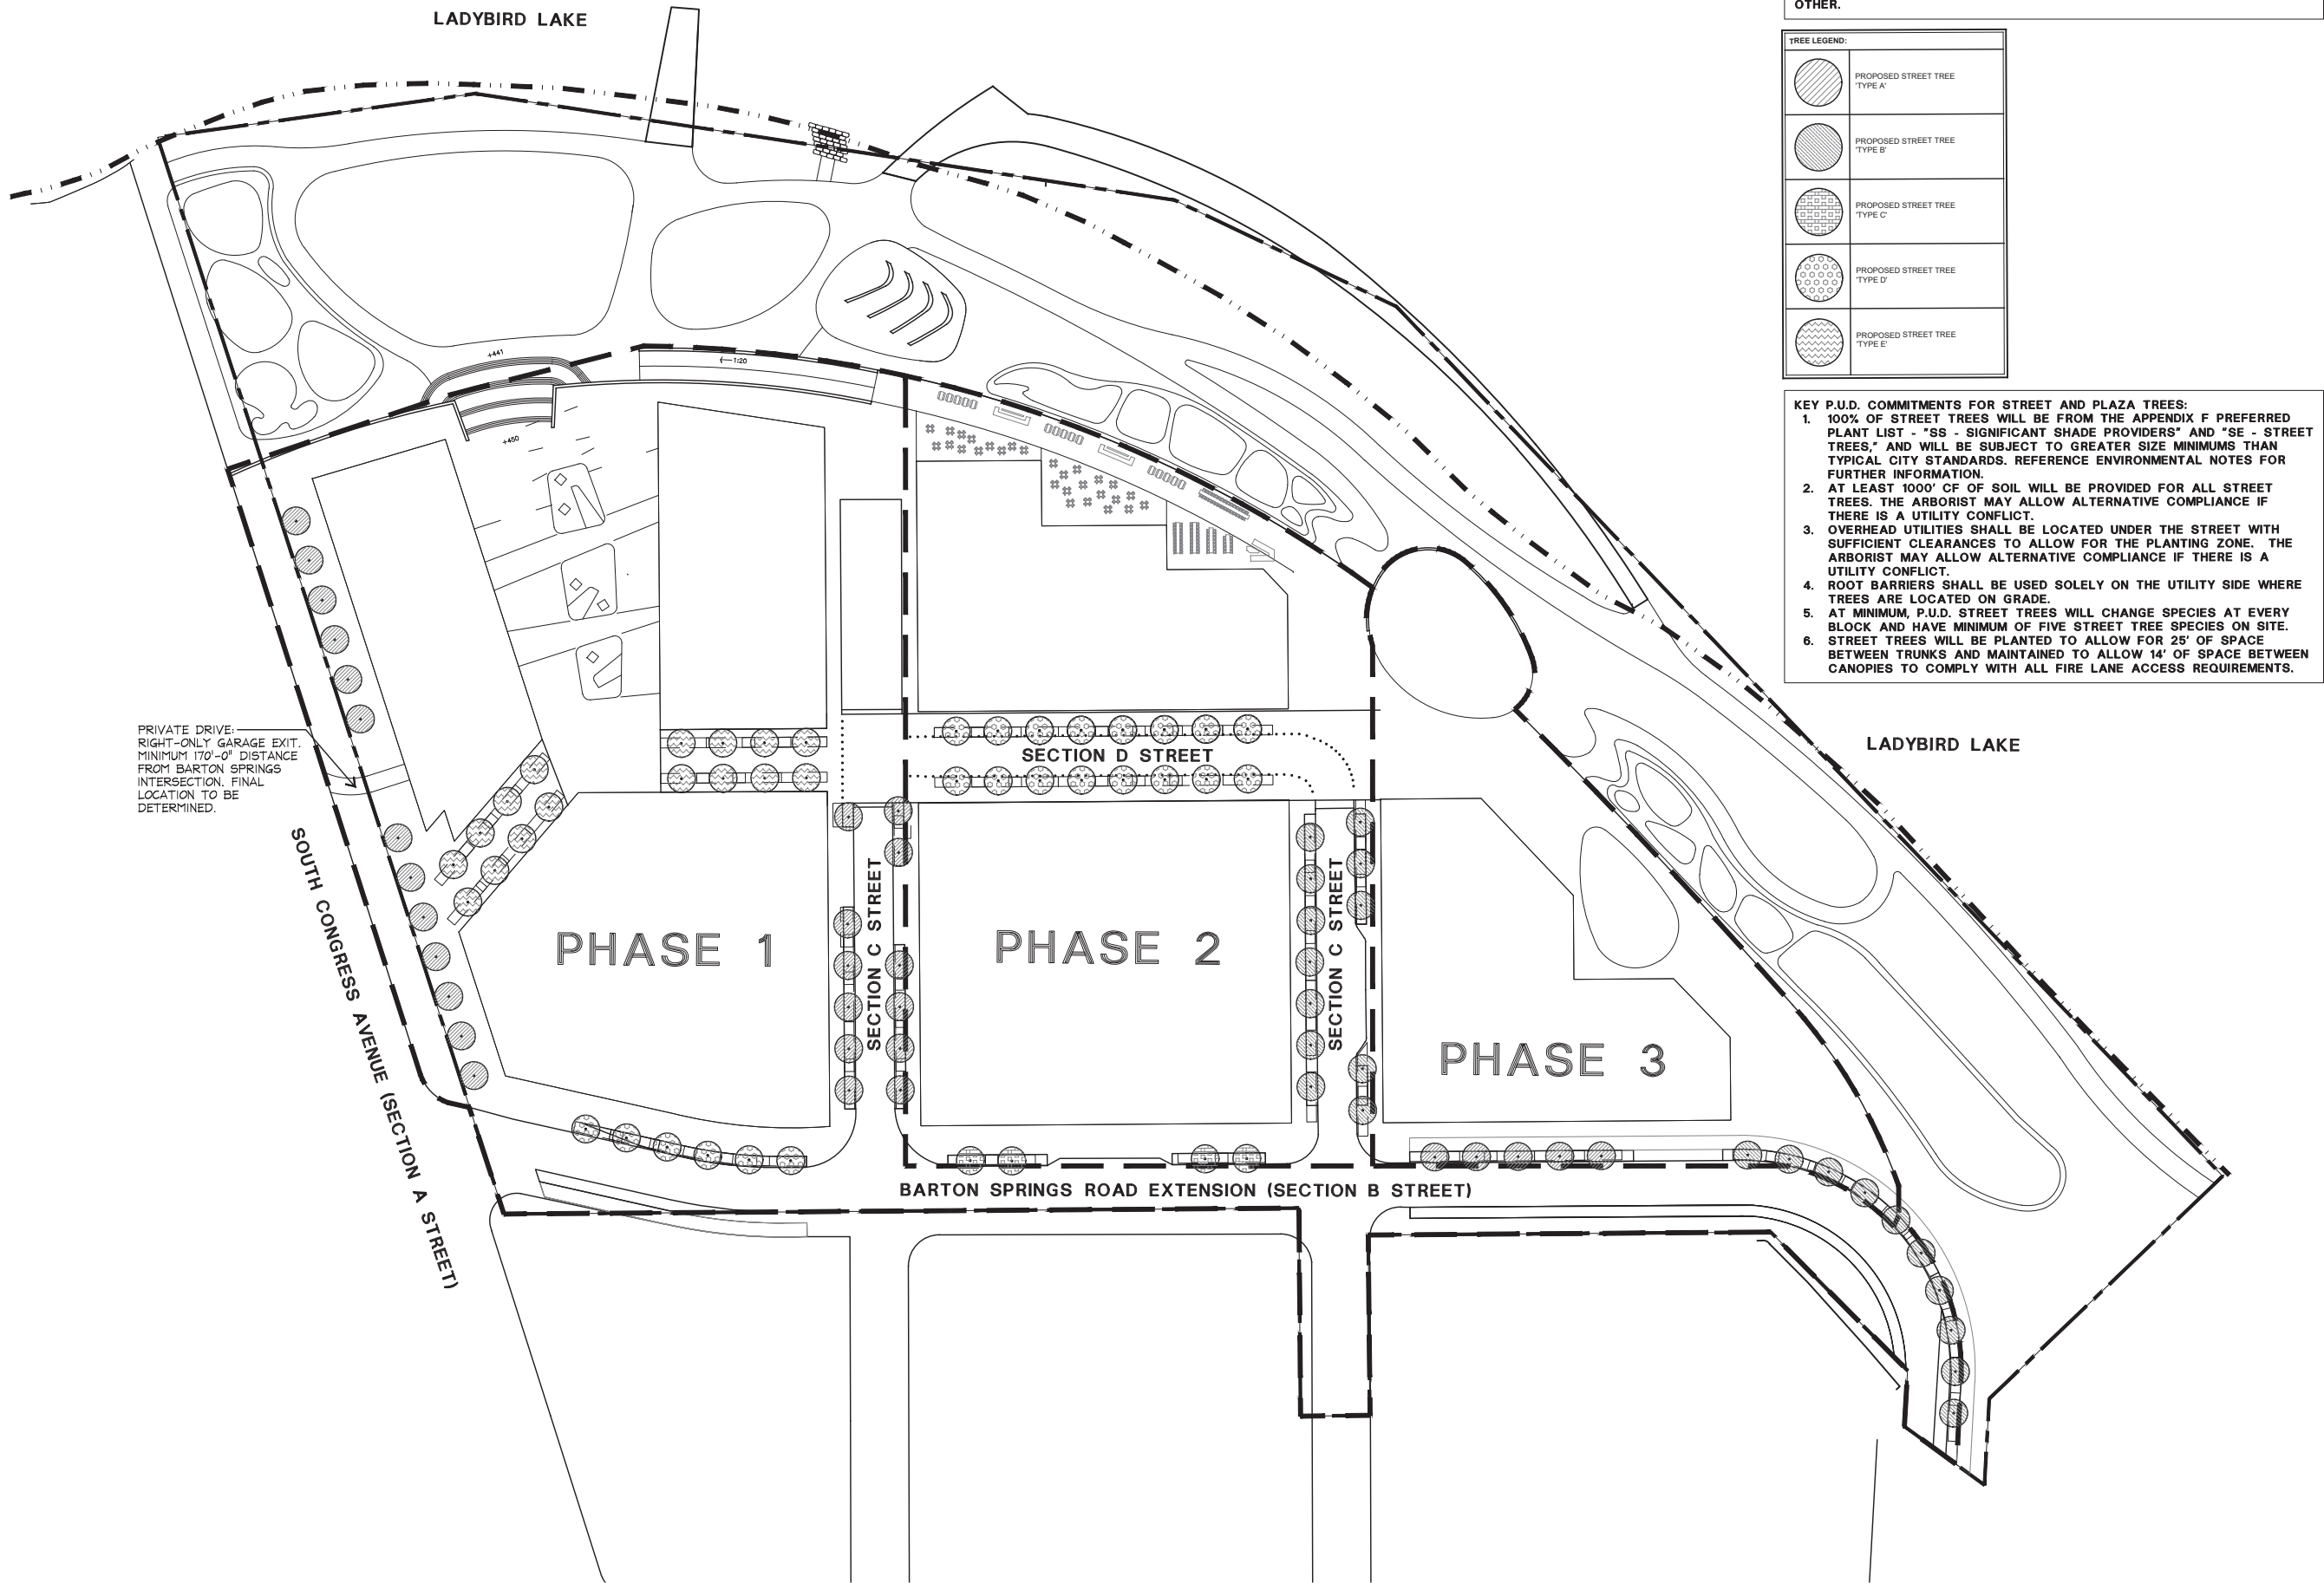 LADYBIRD LAKE
OTHER.
TREE LEGEND:
PROPOSED STREET TREE
'TYPE A'
PROPOSED STREET TREE
'TYPE B'
PROPOSED STREET TREE
'TYPE C'
PROPOSED STREET TREE
'TYPE D'
PROPOSED STREET TREE
'TYPE E'
KEY P.U.D. COMMITMENTS FOR STREET AND PLAZA TREES:
1. 100% OF STREET TREES WILL BE FROM THE APPENDIX F PREFERRED
PLANT LIST - "SS - SIGNIFICANT SHADE PROVIDERS" AND "SE - STREET
TREES," AND WILL BE SUBJECT TO GREATER SIZE MINIMUMS THAN
TYPICAL CITY STANDARDS. REFERENCE ENVIRONMENTAL NOTES FOR
FURTHER INFORMATION.
2. AT LEAST 1000' CF OF SOIL WILL BE PROVIDED FOR ALL STREET
TREES. THE ARBORIST MAY ALLOW ALTERNATIVE COMPLIANCE IF
THERE IS A UTILITY CONFLICT.
3. OVERHEAD UTILITIES SHALL BE LOCATED UNDER THE STREET WITH
SUFFICIENT CLEARANCES TO ALLOW FOR THE PLANTING ZONE. THE
ARBORIST MAY ALLOW ALTERNATIVE COMPLIANCE IF THERE IS A
UTILITY CONFLICT.
4. ROOT BARRIERS SHALL BE USED SOLELY ON THE UTILITY SIDE WHERE
TREES ARE LOCATED ON GRADE.
5. AT MINIMUM, P.U.D. STREET TREES WILL CHANGE SPECIES AT EVERY
BLOCK AND HAVE MINIMUM OF FIVE STREET TREE SPECIES ON SITE.
6. STREET TREES WILL BE PLANTED TO ALLOW FOR 25' OF SPACE
BETWEEN TRUNKS AND MAINTAINED TO ALLOW 14' OF SPACE BETWEEN
CANOPIES TO COMPLY WITH ALL FIRE LANE ACCESS REQUIREMENTS.
+441
1:20
+450
PRIVATE DRIVE:
RIGHT-ONLY GARAGE EXIT.
MINIMUM 170'-0" DISTANCE
FROM BARTON SPRINGS
INTERSECTION. FINAL
LOCATION TO BE
DETERMINED.
SECTION D STREET
LADYBIRD LAKE
SOUTH CONGRESS AVENUE (SECTION A STREET)
PHASE 1
SECTION C STREET
PHASE 2
SECTION C STREET
PHASE 3
BARTON SPRINGS ROAD EXTENSION (SECTION B STREET)